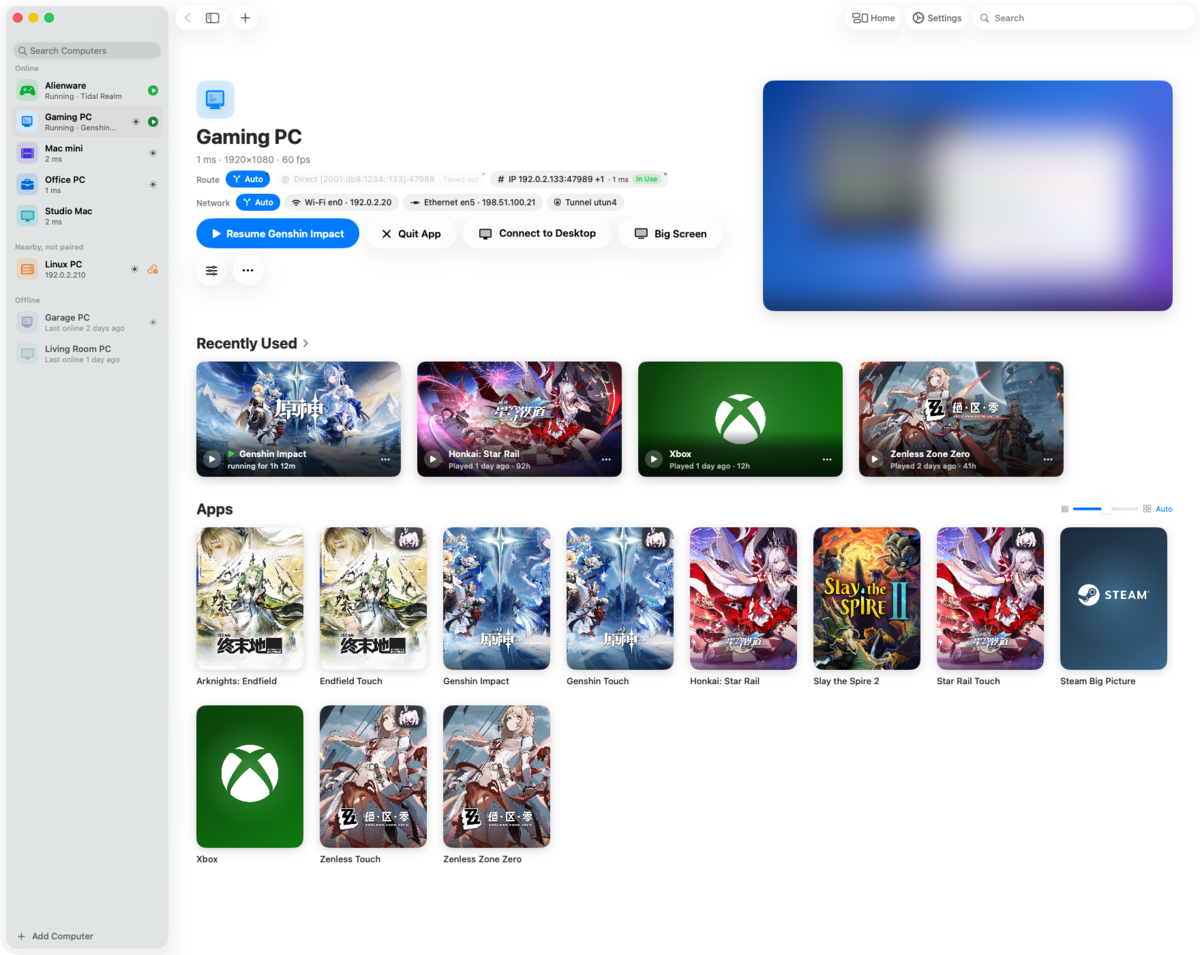 Search Computers
Online
Alienware
Running · Tidal Realm
Gaming PC
Running · Genshin...
Mac mini
2 ms
Office PC
1 ms
Studio Mac
2 ms
Nearby, not paired
Linux PC
192.0.2.210
Offline
Garage PC
Last online 2 days ago
Living Room PC
Last online 1 day ago
Add Computer
Home
Settings
Search
Gaming PC
1 ms · 1920×1080 · 60 fps
Route Auto Direct [2001:db8:1234::133]:47989 · Timed out # IP 192.0.2.133:47989 +1 · 1 ms In Use
Network Auto Wi-Fi en0 · 192.0.2.20 Ethernet en5 · 198.51.100.21 Tunnel utun4
Resume Genshin Impact
Quit App
Connect to Desktop
Big Screen
Recently Used
原神
Genshin Impact
running for 1h 12m
Honkai: Star Rail
Played 1 day ago · 92h
Xbox
Played 1 day ago · 12h
绝·区·零
Zenless Zone Zero
Played 2 days ago · 41h
Apps
Auto
终末地
Arknights: Endfield
终末地
Endfield Touch
原神
Genshin Impact
原神
Genshin Touch
Honkai: Star Rail
Slay the
SPIRE II
Slay the Spire 2
Star Rail Touch
STEAM
Steam Big Picture
Xbox
绝·区·零
ZENLESS ZONE ZERO
Zenless Touch
绝·区·零
ZENLESS ZONE ZERO
Zenless Zone Zero